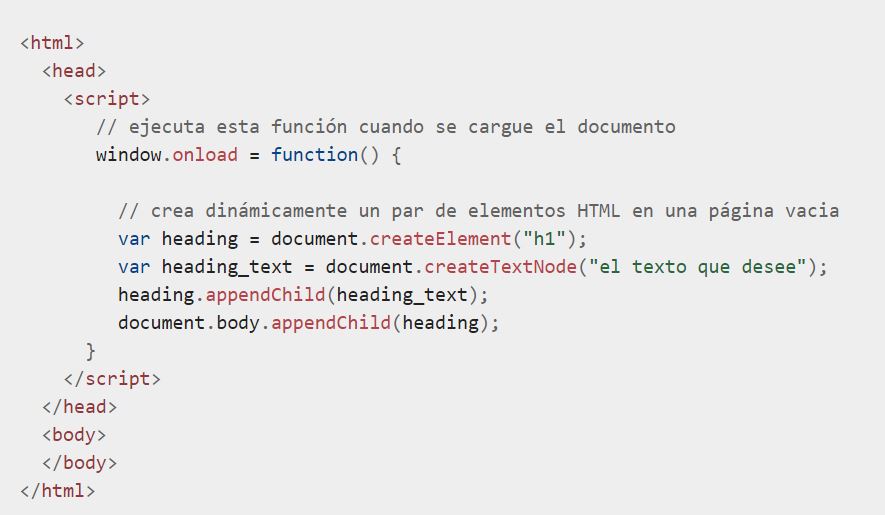 <html>
  <head>
    <script>
       // ejecuta esta función cuando se cargue el documento
       window.onload = function() {

         // crea dinámicamente un par de elementos HTML en una página vacia
         var heading = document.createElement("h1");
         var heading_text = document.createTextNode("el texto que desee");
         heading.appendChild(heading_text);
         document.body.appendChild(heading);
      }
    </script>
  </head>
  <body>
  </body>
</html>